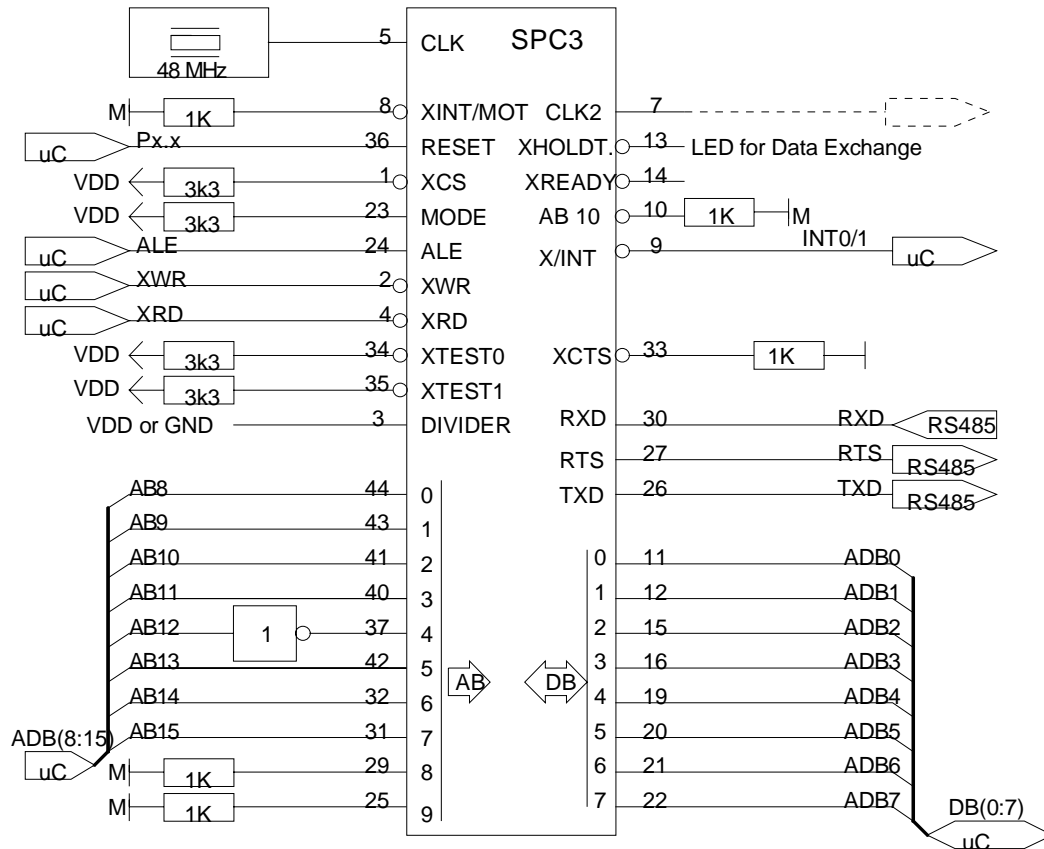 5 CLK SPC3
48 MHz
M 1K 8 XINT/MOT CLK2 7
uC Px.x 36 RESET XHOLDT. 13 LED for Data Exchange
VDD 3k3 1 XCS XREADY 14
VDD 3k3 23 MODE AB 10 10 1K M
uC ALE 24 ALE X/INT 9 INT0/1 uC
uC XWR 2 XWR
uC XRD 4 XRD
VDD 3k3 34 XTEST0 XCTS 33 1K
VDD 3k3 35 XTEST1
VDD or GND 3 DIVIDER RXD 30 RXD RS485
RTS 27 RTS RS485
TXD 26 TXD RS485
AB8 44 0
AB9 43 1
AB10 41 2 0 11 ADB0
AB11 40 3 1 12 ADB1
AB12 1 37 4 2 15 ADB2
AB13 42 5 AB DB 3 16 ADB3
AB14 32 6 4 19 ADB4
AB15 31 7 5 20 ADB5
ADB(8:15)
uC
M 1K 29 8 6 21 ADB6
M 1K 25 9 7 22 ADB7
DB(0:7)
uC